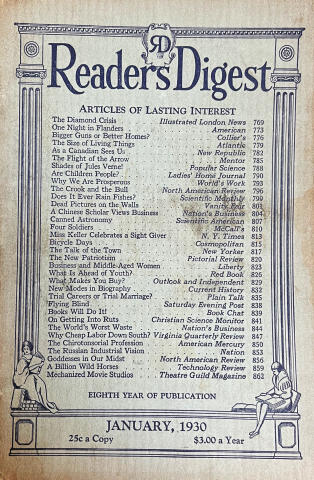 RD
Readers Digest
ARTICLES OF LASTING INTEREST
The Diamond Crisis Illustrated London News 769
One Night in Flanders American 773
Bigger Guns or Better Homes? Collier's 776
The Size of Living Things Atlantic 779
As a Canadian Sees Us New Republic 782
The Flight of the Arrow Mentor 785
Shades of Jules Verne! Popular Science 788
Are Children People? Ladies' Home Journal 790
Why We Are Prosperous World's Work 793
The Crook and the Bull North American Review 796
Does It Ever Rain Fishes? Scientific Monthly 799
Dead Pictures on the Walls Vanity Fair 801
A Chinese Scholar Views Business Nation's Business 804
Canned Astronomy Scientific American 807
Four Soldiers McCall's 810
Miss Keller Celebrates a Sight Giver N. Y. Times 813
Bicycle Days Cosmopolitan 815
The Talk of the Town New Yorker 817
The New Patriotism Pictorial Review 820
Business and Middle-Aged Women Liberty 823
What Is Ahead of Youth? Red Book 826
What Makes You Buy? Outlook and Independent 829
New Modes in Biography Current History 832
Trial Careers or Trial Marriage? Plain Talk 835
Flying Blind Saturday Evening Post 838
Books Will Do It! Book Chat 839
On Getting Into Ruts Christian Science Monitor 841
The World's Worst Waste Nation's Business 844
Why Cheap Labor Down South? Virginia Quarterly Review 847
The Chirotonsorial Profession American Mercury 850
The Russian Industrial Vision Nation 853
Goddesses in Our Midst North American Review 856
A Billion Wild Horses Technology Review 859
Mechanized Movie Studios Theatre Guild Magazine 862
EIGHTH YEAR OF PUBLICATION
JANUARY, 1930
25c a Copy $3.00 a Year